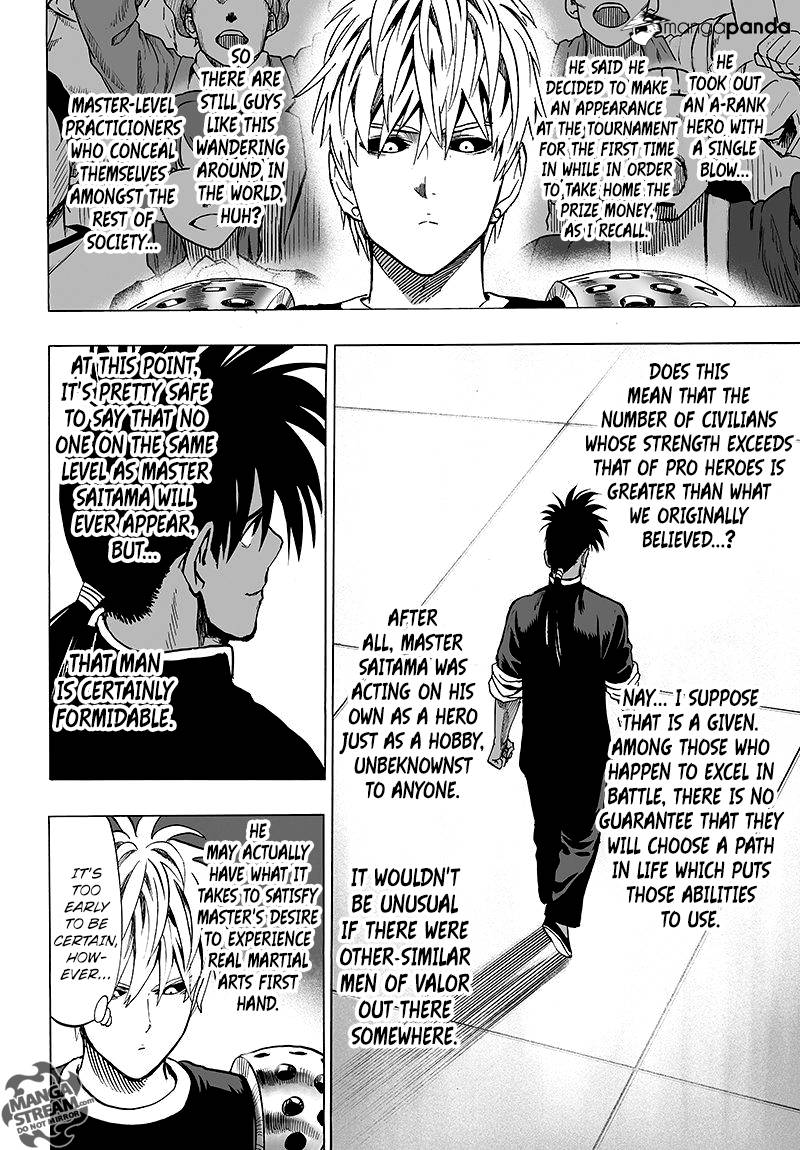 mangapanda
HE
TOOK OUT
AN A-RANK
HERO WITH
A SINGLE
BLOW...
HE SAID HE
DECIDED TO MAKE
AN APPEARANCE
AT THE TOURNAMENT
FOR THE FIRST TIME
IN WHILE IN ORDER
TO TAKE HOME THE
PRIZE MONEY,
AS I RECALL.
SO
THERE ARE
STILL GUYS
LIKE THIS
WANDERING
AROUND, IN
THE WORLD,
HUH?
MASTER-LEVEL
PRACTICIONERS
WHO CONCEAL
THEMSELVES
AMONGST THE
REST OF
SOCIETY...
DOES THIS
MEAN THAT THE
NUMBER OF CIVILIANS
WHOSE STRENGTH EXCEEDS
THAT OF PRO HEROES IS
GREATER THAN WHAT
WE ORIGINALLY
BELIEVED...?
NAY... I SUPPOSE
THAT IS A GIVEN.
AMONG THOSE WHO
HAPPEN TO EXCEL IN
BATTLE, THERE IS NO
GUARANTEE THAT THEY
WILL CHOOSE A PATH
IN LIFE WHICH PUTS
THOSE ABILITIES
TO USE.
AFTER
ALL, MASTER
SAITAMA WAS
ACTING ON HIS
OWN AS A HERO
JUST AS A HOBBY,
UNBEKNOWNST
TO ANYONE.
IT WOULDN'T
BE UNUSUAL
IF THERE WERE
OTHER-SIMILAR
MEN OF VALOR
OUT THERE
SOMEWHERE.
AT THIS POINT,
IT'S PRETTY SAFE
TO SAY THAT NO
ONE ON THE SAME
LEVEL AS MASTER
SAITAMA WILL
EVER APPEAR,
BUT...
THAT MAN
IS CERTAINLY
FORMIDABLE.
HE
MAY ACTUALLY
HAVE WHAT IT
TAKES TO SATISFY
MASTER'S DESIRE
TO EXPERIENCE
REAL MARTIAL
ARTS FIRST
HAND.
IT'S
TOO
EARLY
TO BE
CERTAIN,
HOW-
EVER...
MANGA
STREAM.com
DO NOT MIRROR